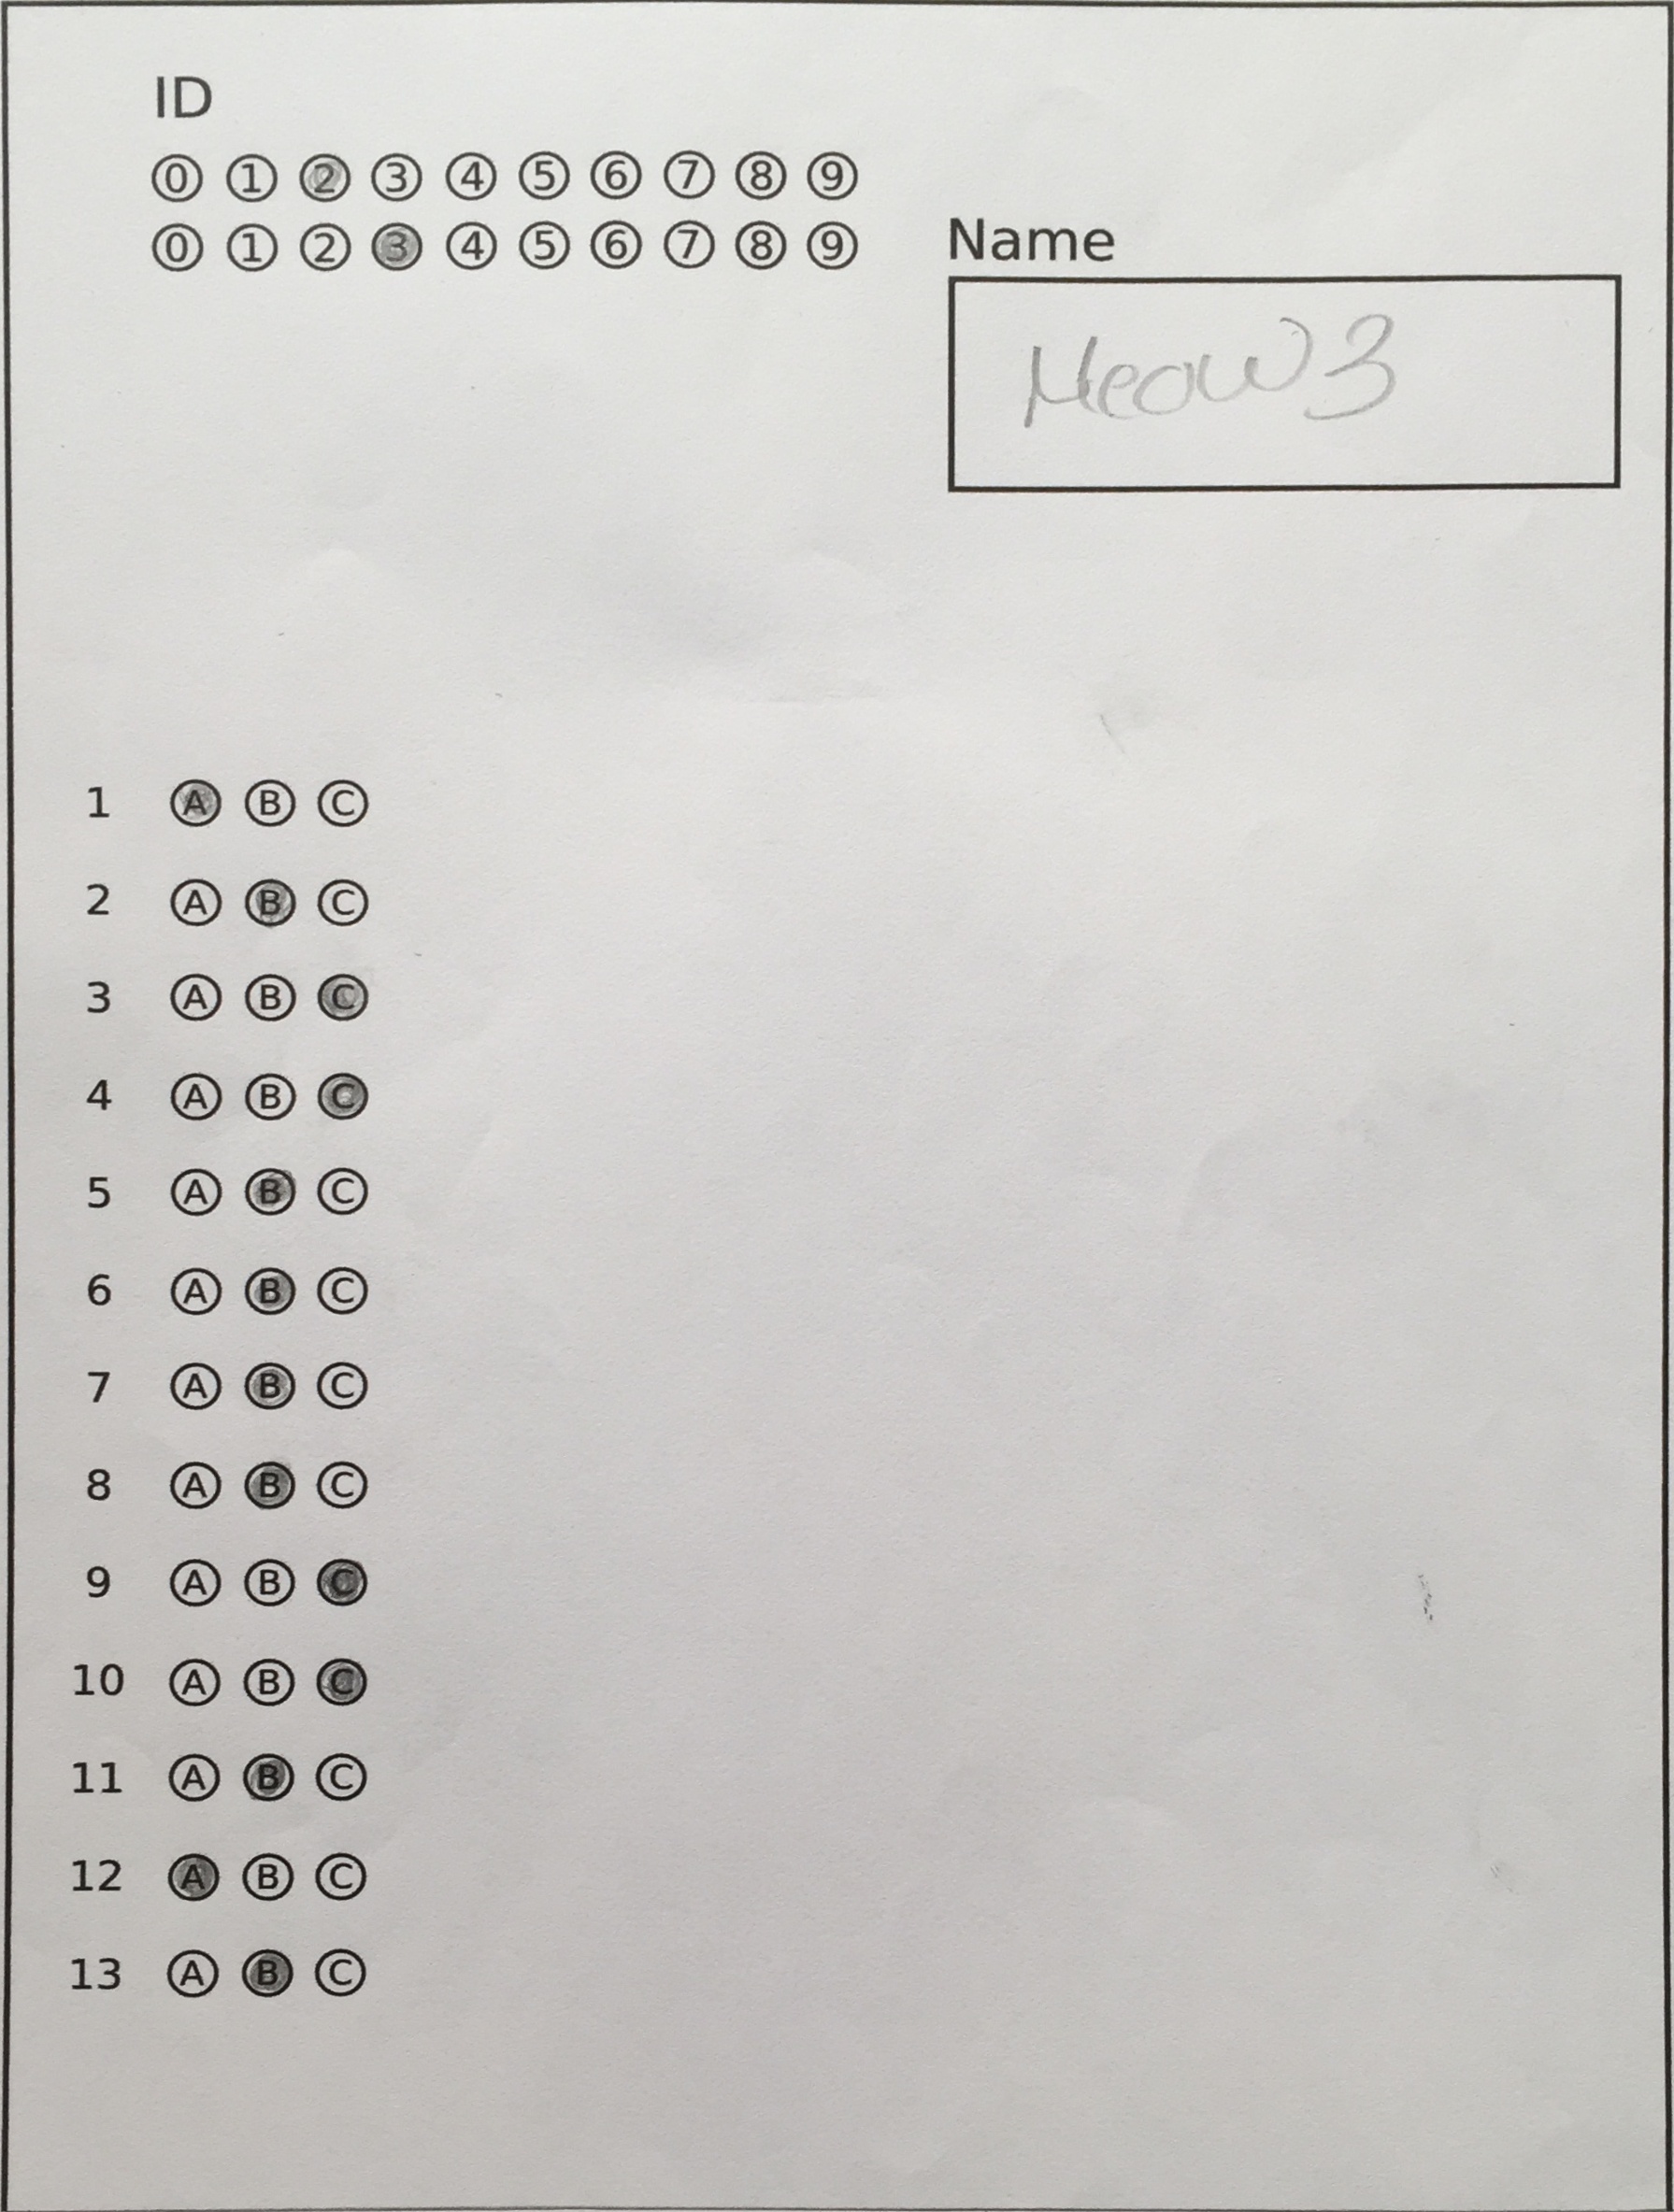 ID
0 1 2 3 4 5 6 7 8 9
0 1 2 3 4 5 6 7 8 9
Name
Meow3
1 A B C
2 A B C
3 A B C
4 A B C
5 A B C
6 A B C
7 A B C
8 A B C
9 A B C
10 A B C
11 A B C
12 A B C
13 A B C